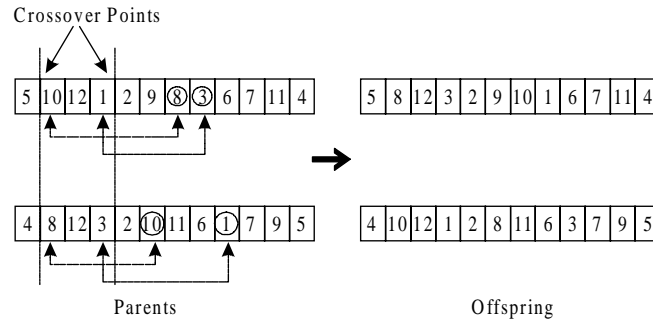 Crossover Points
5 10 12 1 2 9 8 3 6 7 11 4
5 8 12 3 2 9 10 1 6 7 11 4
4 8 12 3 2 10 11 6 1 7 9 5
4 10 12 1 2 8 11 6 3 7 9 5
Parents
Offspring